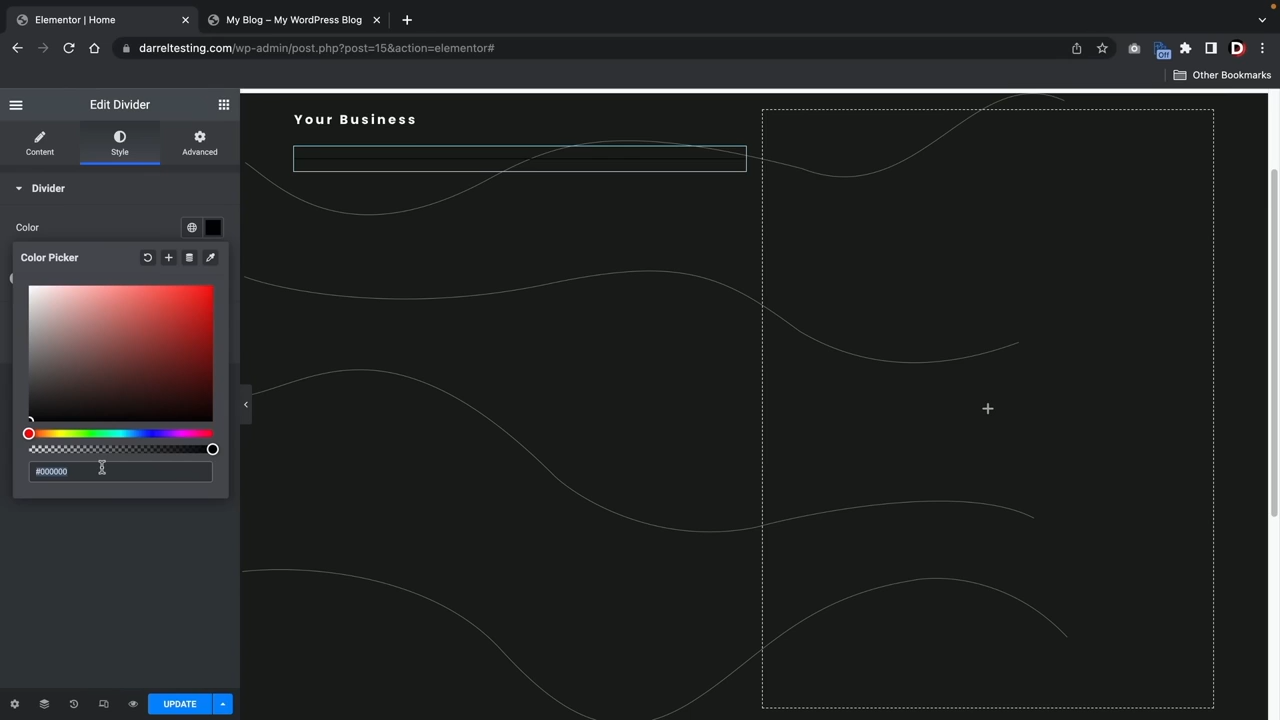 Elementor | Home
My Blog – My WordPress Blog
darreltesting.com/wp-admin/post.php?post=15&action=elementor#
Off
D
Other Bookmarks
Edit Divider
Content
Style
Advanced
Divider
Color
Color Picker
#000000
UPDATE
Your Business